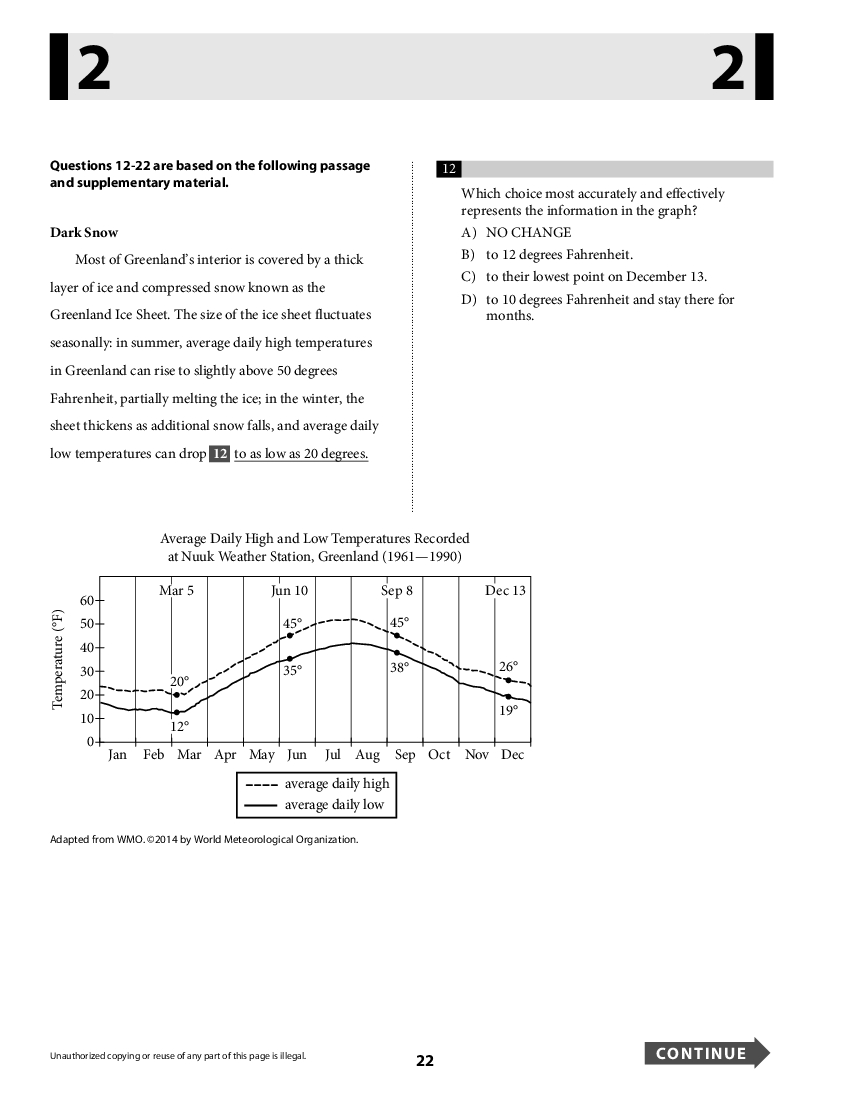 2
2
Questions 12-22 are based on the following passage
and supplementary material.
Dark Snow
Most of Greenland’s interior is covered by a thick
layer of ice and compressed snow known as the
Greenland Ice Sheet. The size of the ice sheet fluctuates
seasonally: in summer, average daily high temperatures
in Greenland can rise to slightly above 50 degrees
Fahrenheit, partially melting the ice; in the winter, the
sheet thickens as additional snow falls, and average daily
low temperatures can drop 12 to as low as 20 degrees.
12
Which choice most accurately and effectively
represents the information in the graph?
A) NO CHANGE
B) to 12 degrees Fahrenheit.
C) to their lowest point on December 13.
D) to 10 degrees Fahrenheit and stay there for
months.
Average Daily High and Low Temperatures Recorded
at Nuuk Weather Station, Greenland (1961—1990)
Temperature (°F)
60
50
40
30
20
10
0
Mar 5
Jun 10
Sep 8
Dec 13
20°
12°
45°
35°
45°
38°
26°
19°
Jan Feb Mar Apr May Jun Jul Aug Sep Oct Nov Dec
average daily high
average daily low
Adapted from WMO. ©2014 by World Meteorological Organization.
Unauthorized copying or reuse of any part of this page is illegal.
22
CONTINUE